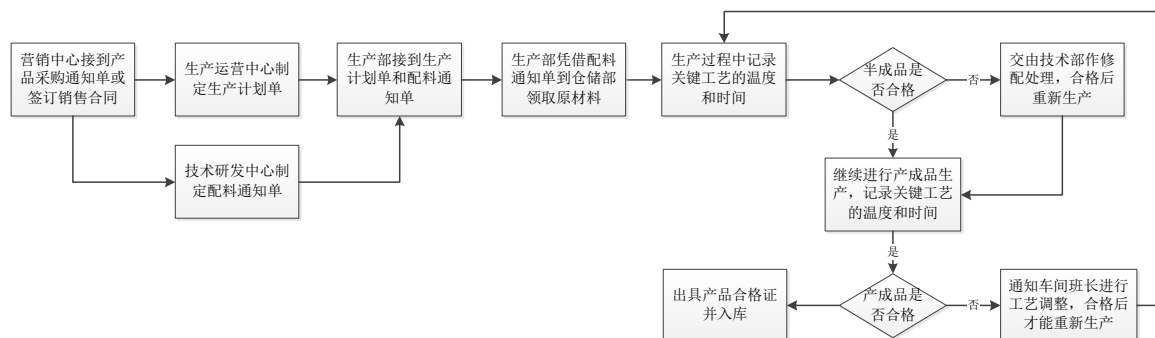 营销中心接到产
品采购通知单或
签订销售合同
生产运营中心制
定生产计划单
生产部接到生产
计划单和配料通
知单
生产部凭借配料
通知单到仓储部
领取原材料
生产过程中记录
关键工艺的温度
和时间
半成品是
否合格
否
交由技术部作修
配处理，合格后
重新生产
是
技术研发中心制
定配料通知单
继续进行产成品生
产，记录关键工艺
的温度和时间
是
出具产品合格证
并入库
产成品是
否合格
否
通知车间班长进行
工艺调整，合格后
才能重新生产